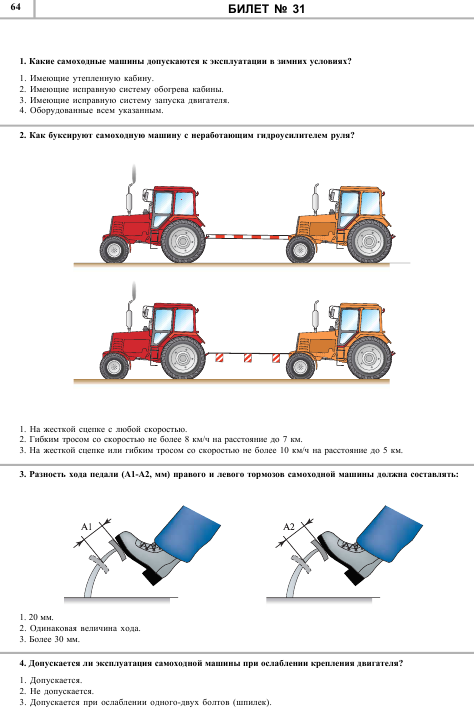 64
БИЛЕТ № 31
1. Какие самоходные машины допускаются к эксплуатации в зимних условиях?
1. Имеющие утепленную кабину.
2. Имеющие исправную систему обогрева кабины.
3. Имеющие исправную систему запуска двигателя.
4. Оборудованные всем указанным.
2. Как буксируют самоходную машину с неработающим гидроусилителем руля?
1. На жесткой сцепке с любой скоростью.
2. Гибким тросом со скоростью не более 8 км/ч на расстояние до 7 км.
3. На жесткой сцепке или гибким тросом со скоростью не более 10 км/ч на расстояние до 5 км.
3. Разность хода педали (А1-А2, мм) правого и левого тормозов самоходной машины должна составлять:
А1
А2
1. 20 мм.
2. Одинаковая величина хода.
3. Более 30 мм.
4. Допускается ли эксплуатация самоходной машины при ослаблении крепления двигателя?
1. Допускается.
2. Не допускается.
3. Допускается при ослаблении одного-двух болтов (шпилек).